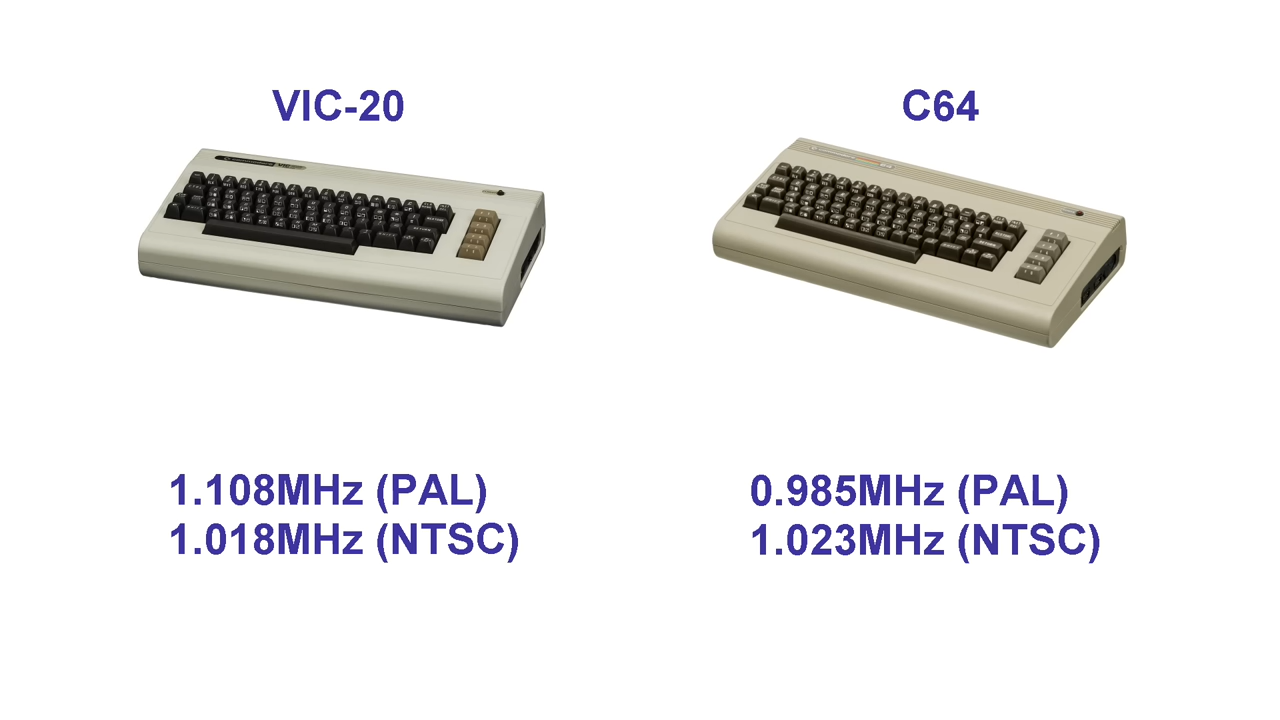 VIC-20
C64
1.108MHz (PAL)
1.018MHz (NTSC)
0.985MHz (PAL)
1.023MHz (NTSC)